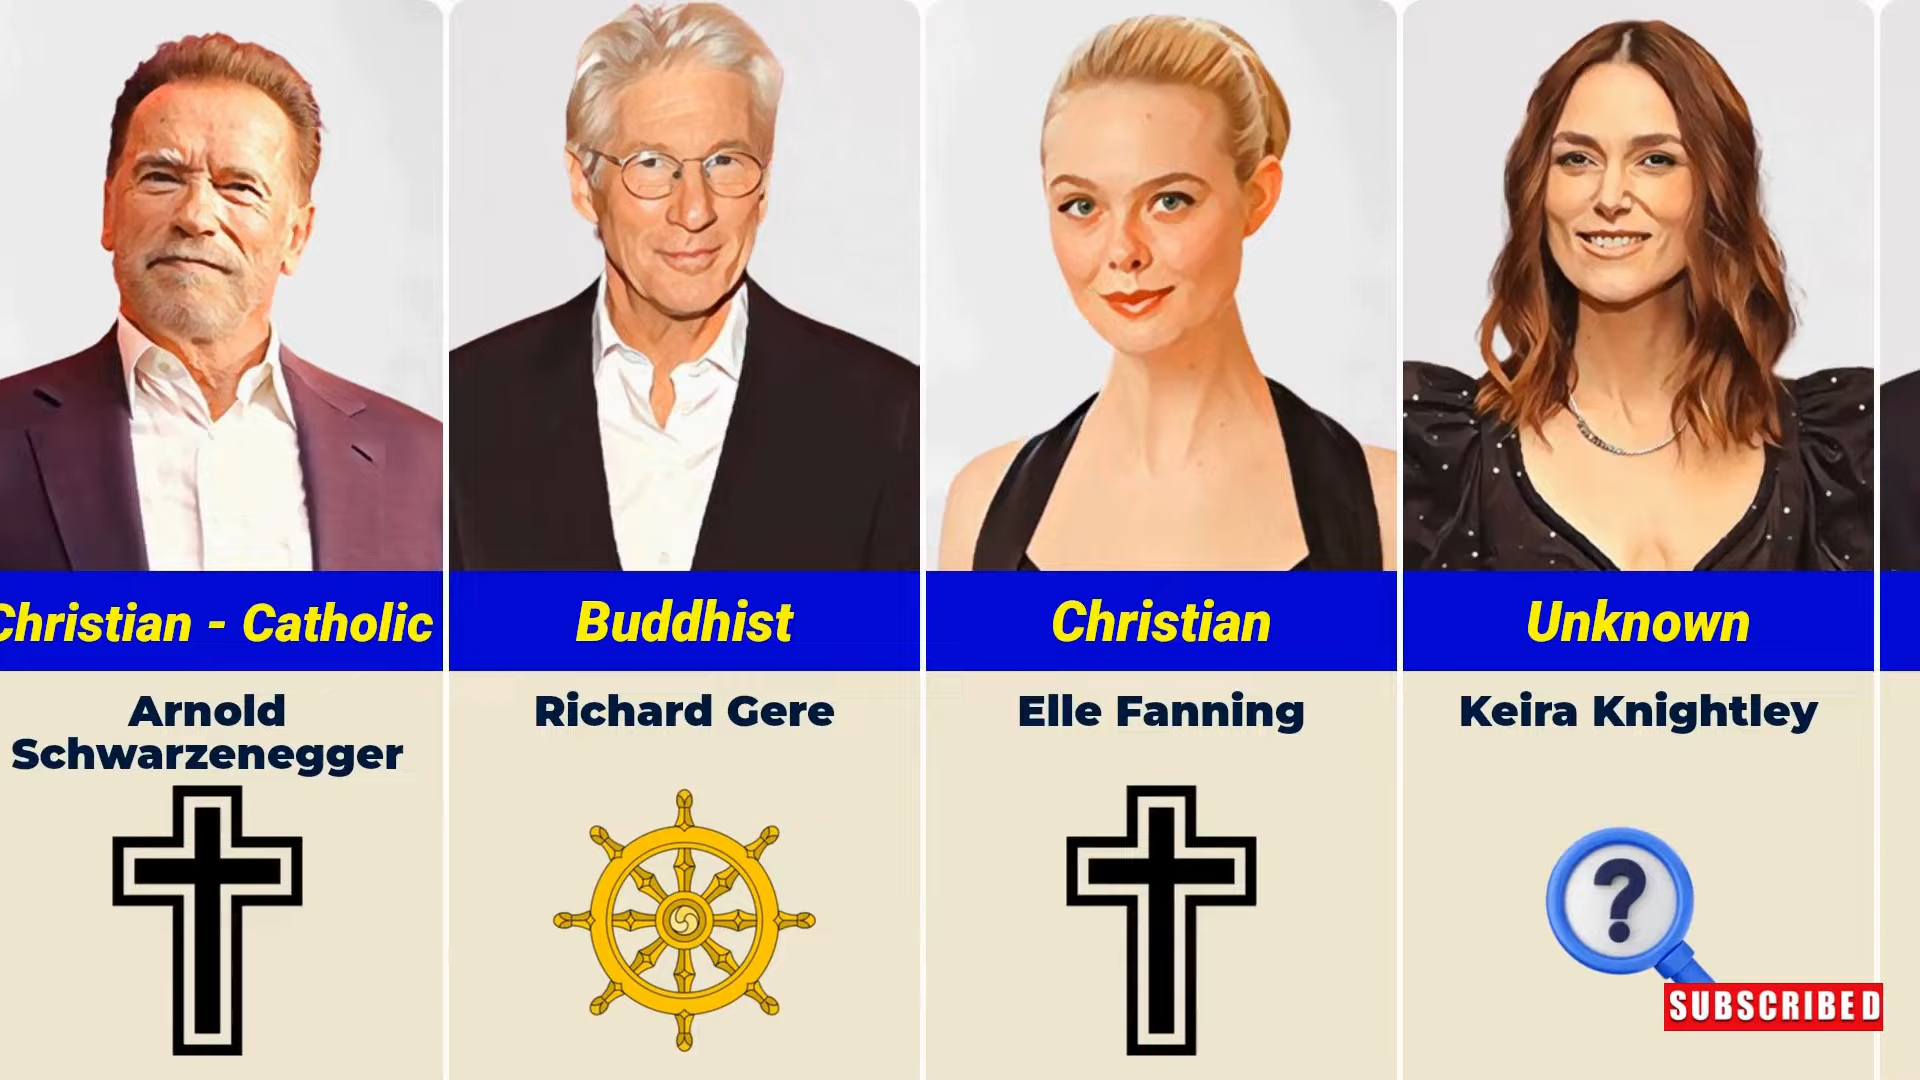 Christian - Catholic
Buddhist
Christian
Unknown
Arnold
Schwarzenegger
Richard Gere
Elle Fanning
Keira Knightley
?
SUBSCRIBED